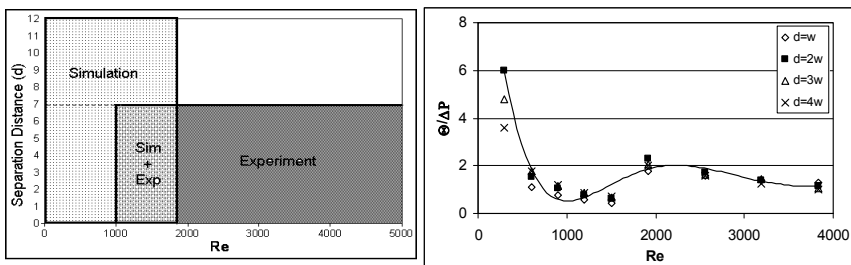 12
11
10
9
8
7
6
5
4
3
2
1
0
Separation Distance (d)
Simulation
Sim
+
Exp
Experiment
0 1000 2000 3000 4000 5000
Re
8
6
4
2
0
Θ/ΔP
d=w
d=2w
d=3w
d=4w
0 1000 2000 3000 4000
Re